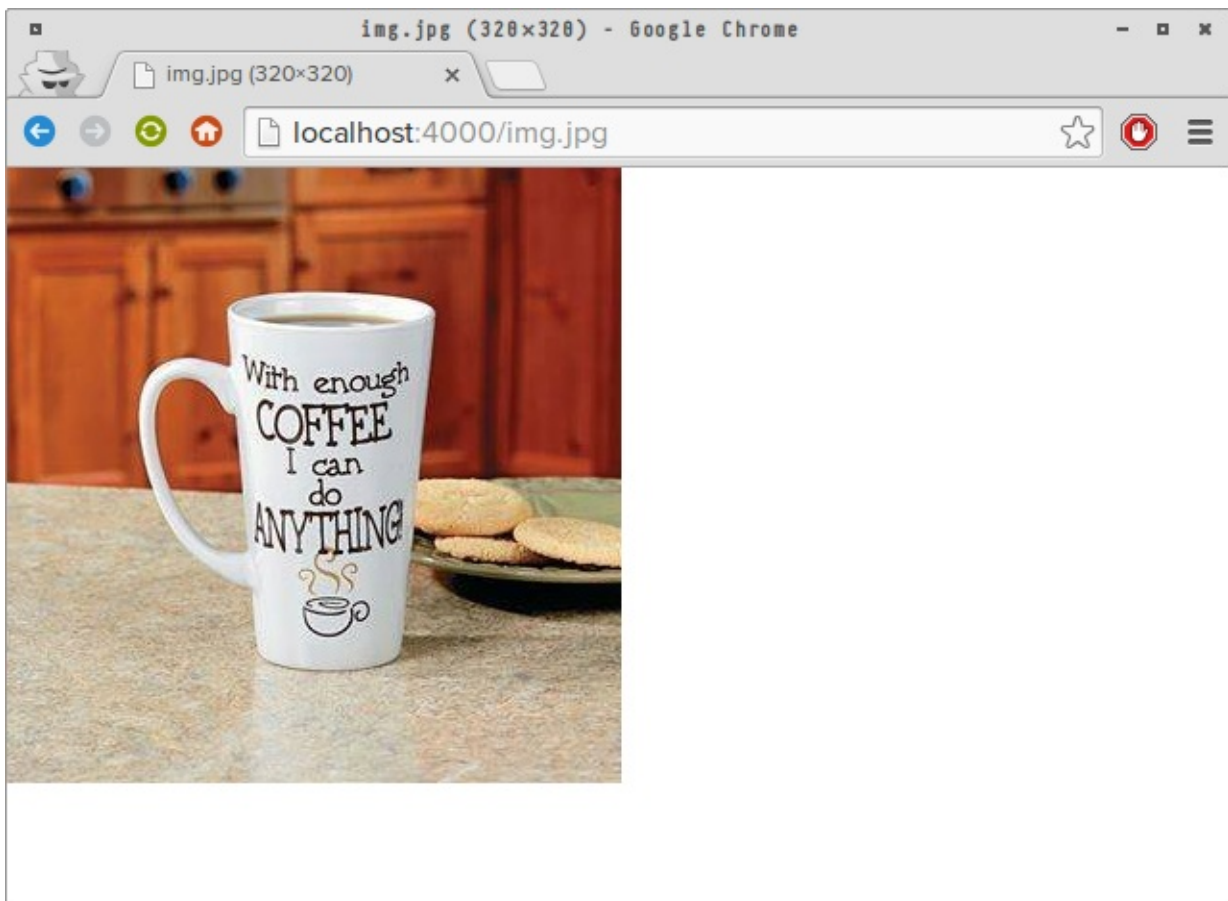 img.jpg (320×320) - Google Chrome
img.jpg (320×320)
localhost:4000/img.jpg
With enough
COFFEE
I can
do
ANYTHING!